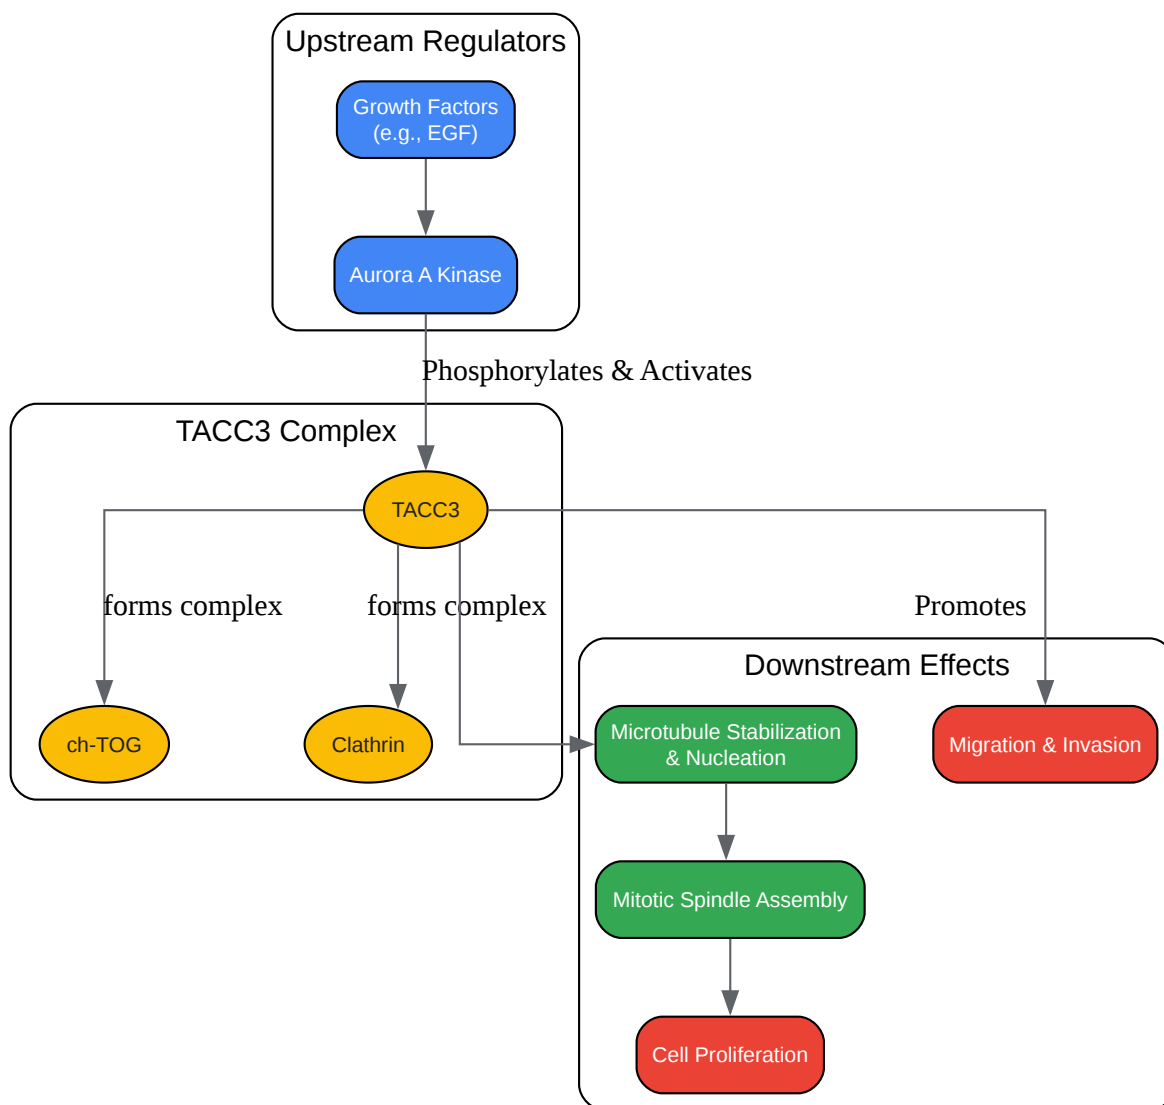 Upstream Regulators
Growth Factors
(e.g., EGF)
Aurora A Kinase
Phosphorylates & Activates
TACC3 Complex
TACC3
forms complex
forms complex
Promotes
Downstream Effects
ch-TOG
Clathrin
Microtubule Stabilization
& Nucleation
Migration & Invasion
Mitotic Spindle Assembly
Cell Proliferation